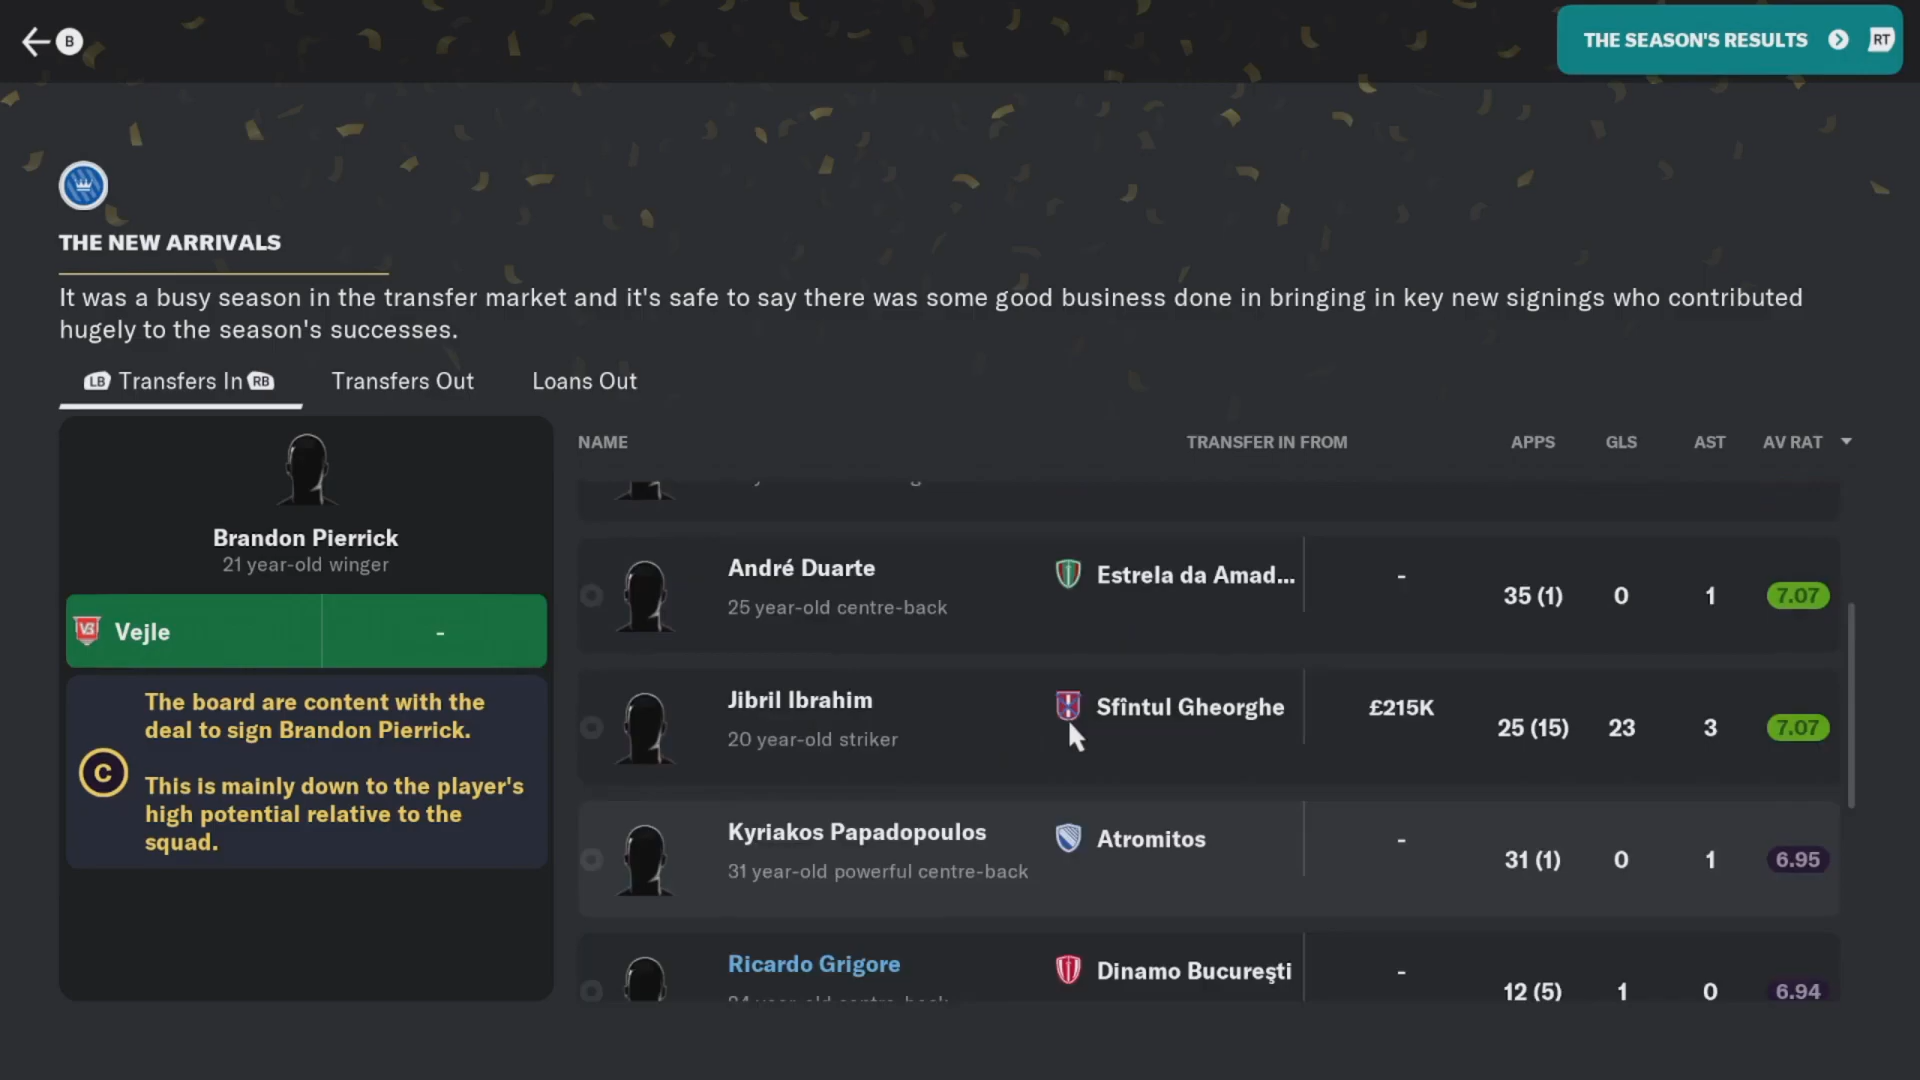 B
THE SEASON'S RESULTS RT
THE NEW ARRIVALS
It was a busy season in the transfer market and it's safe to say there was some good business done in bringing in key new signings who contributed
hugely to the season's successes.
LB Transfers In RB Transfers Out Loans Out
Brandon Pierrick
21 year-old winger
VB Vejle -
C
The board are content with the
deal to sign Brandon Pierrick.
This is mainly down to the player's
high potential relative to the
squad.
NAME TRANSFER IN FROM APPS GLS AST AV RAT
André Duarte Estrela da Amad... - 35 (1) 0 1 7.07
25 year-old centre-back
Jibril Ibrahim Sfîntul Gheorghe £215K 25 (15) 23 3 7.07
20 year-old striker
Kyriakos Papadopoulos Atromitos - 31 (1) 0 1 6.95
31 year-old powerful centre-back
Ricardo Grigore Dinamo Bucureşti - 12 (5) 1 0 6.94